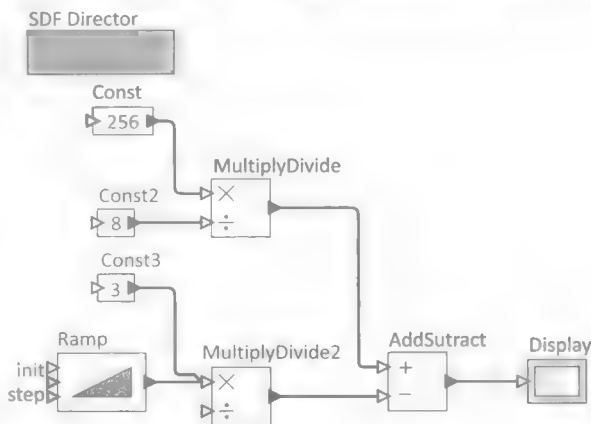 SDF Director
Const
256
MultiplyDivide
×
÷
Const2
8
Const3
3
Ramp
init
step
MultiplyDivide2
×
÷
AddSutract
+
−
Display